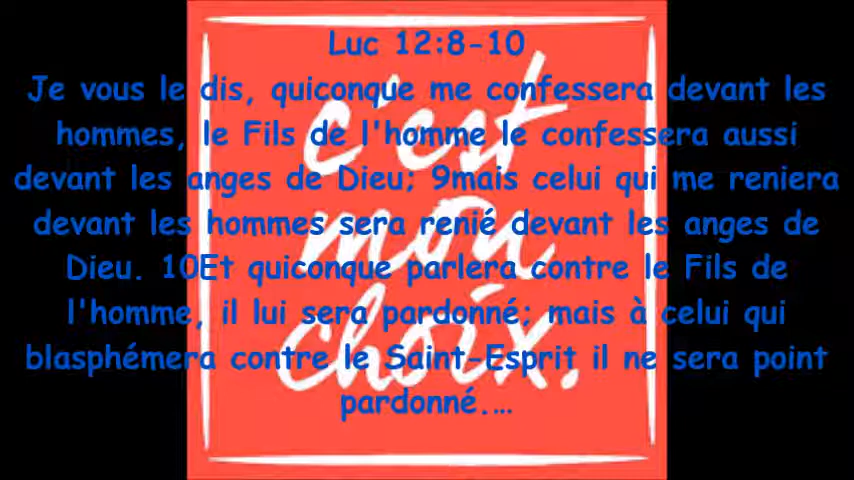 Luc 12:8-10
Je vous le dis, quiconque me confessera devant les
hommes, le Fils de l'homme le confessera aussi
devant les anges de Dieu; 9mais celui qui me reniera
devant les hommes sera renié devant les anges de
Dieu. 10Et quiconque parlera contre le Fils de
l'homme, il lui sera pardonné; mais à celui qui
blasphémera contre le Saint-Esprit il ne sera point
pardonné.…
c'est
mon
choix.